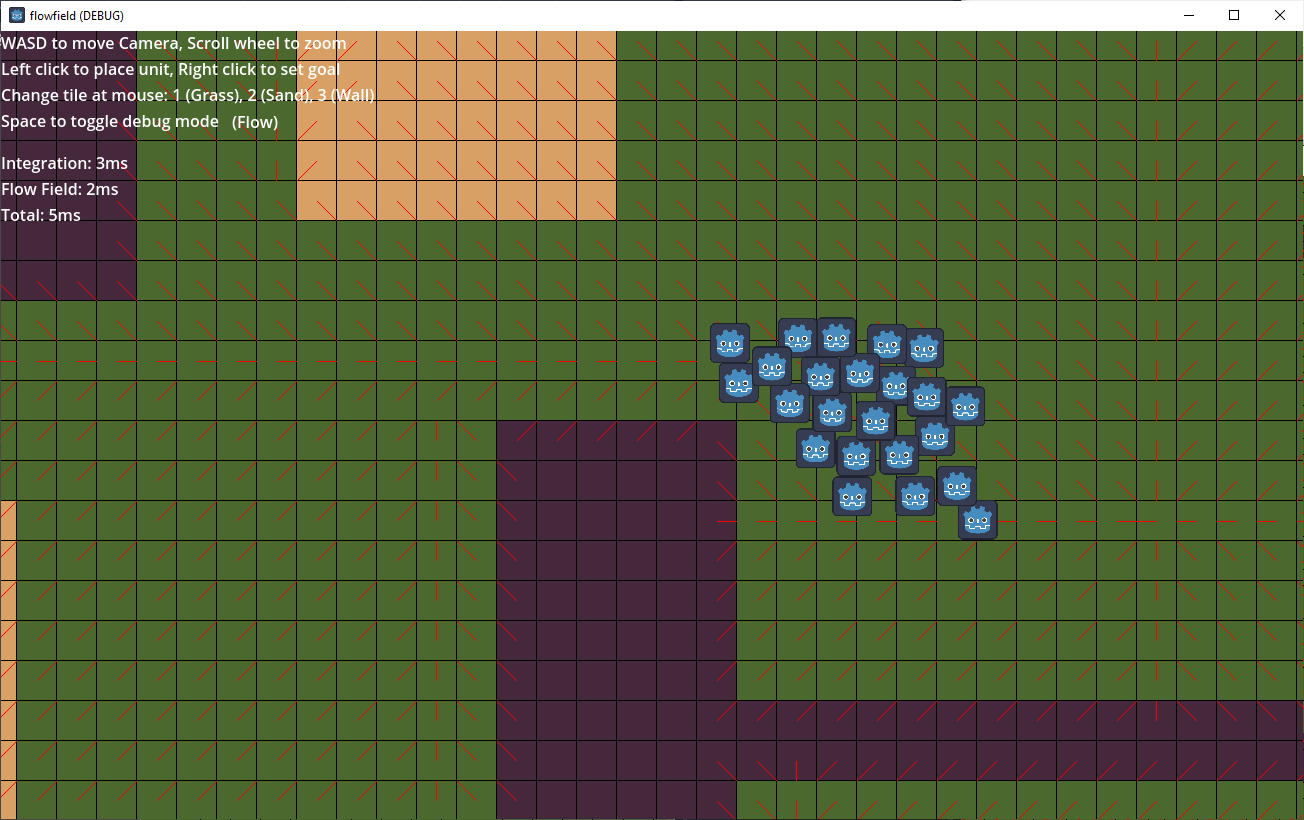 flowfield (DEBUG)
WASD to move Camera, Scroll wheel to zoom
Left click to place unit, Right click to set goal
Change tile at mouse: 1 (Grass), 2 (Sand), 3 (Wall)
Space to toggle debug mode (Flow)
Integration: 3ms
Flow Field: 2ms
Total: 5ms